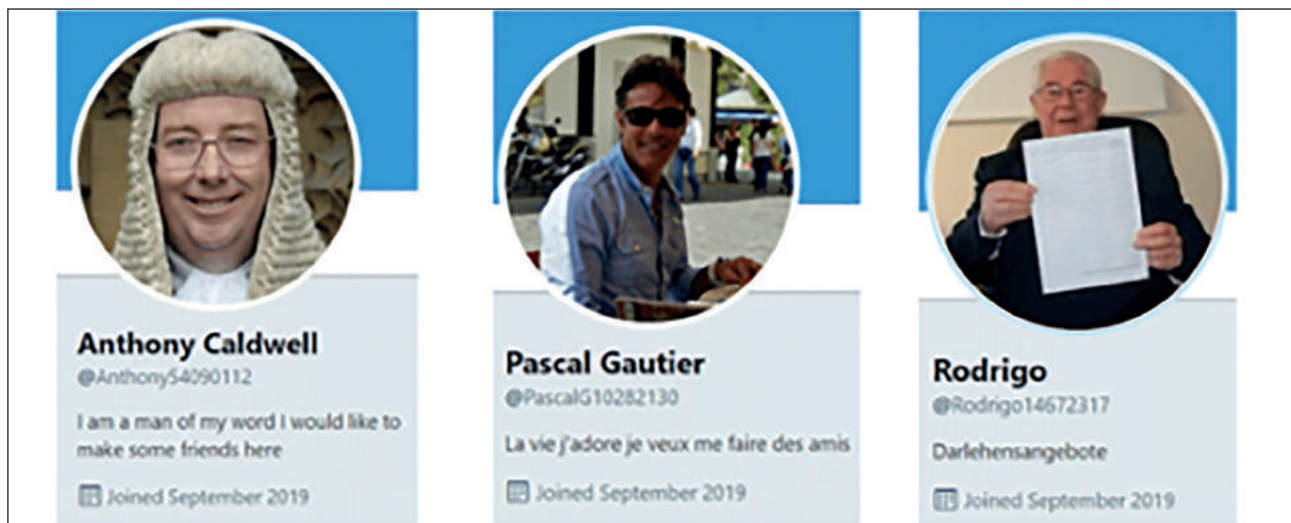 Anthony Caldwell
@Anthony54090112
I am a man of my word I would like to
make some friends here
Joined September 2019
Pascal Gautier
@PascalG10282130
La vie j'adore je veux me faire des amis
Joined September 2019
Rodrigo
@Rodrigo14672317
Darlehensangebote
Joined September 2019